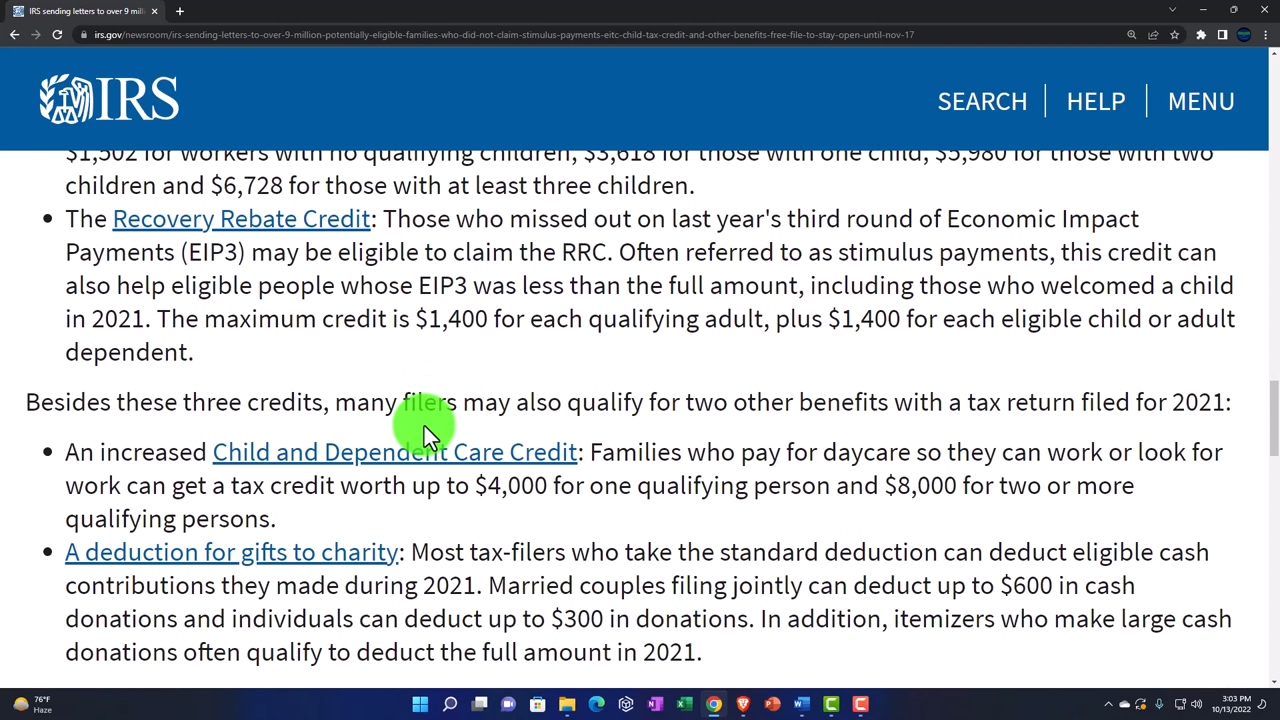 IRS sending letters to over 9 mill
irs.gov/newsroom/irs-sending-letters-to-over-9-million-potentially-eligible-families-who-did-not-claim-stimulus-payments-eitc-child-tax-credit-and-other-benefits-free-file-to-stay-open-until-nov-17
IRS
SEARCH HELP MENU
$1,502 for workers with no qualifying children, $3,618 for those with one child, $5,980 for those with two
children and $6,728 for those with at least three children.
• The Recovery Rebate Credit: Those who missed out on last year's third round of Economic Impact
Payments (EIP3) may be eligible to claim the RRC. Often referred to as stimulus payments, this credit can
also help eligible people whose EIP3 was less than the full amount, including those who welcomed a child
in 2021. The maximum credit is $1,400 for each qualifying adult, plus $1,400 for each eligible child or adult
dependent.
Besides these three credits, many filers may also qualify for two other benefits with a tax return filed for 2021:
• An increased Child and Dependent Care Credit: Families who pay for daycare so they can work or look for
work can get a tax credit worth up to $4,000 for one qualifying person and $8,000 for two or more
qualifying persons.
• A deduction for gifts to charity: Most tax-filers who take the standard deduction can deduct eligible cash
contributions they made during 2021. Married couples filing jointly can deduct up to $600 in cash
donations and individuals can deduct up to $300 in donations. In addition, itemizers who make large cash
donations often qualify to deduct the full amount in 2021.
76°F
Haze
3:03 PM
10/13/2022